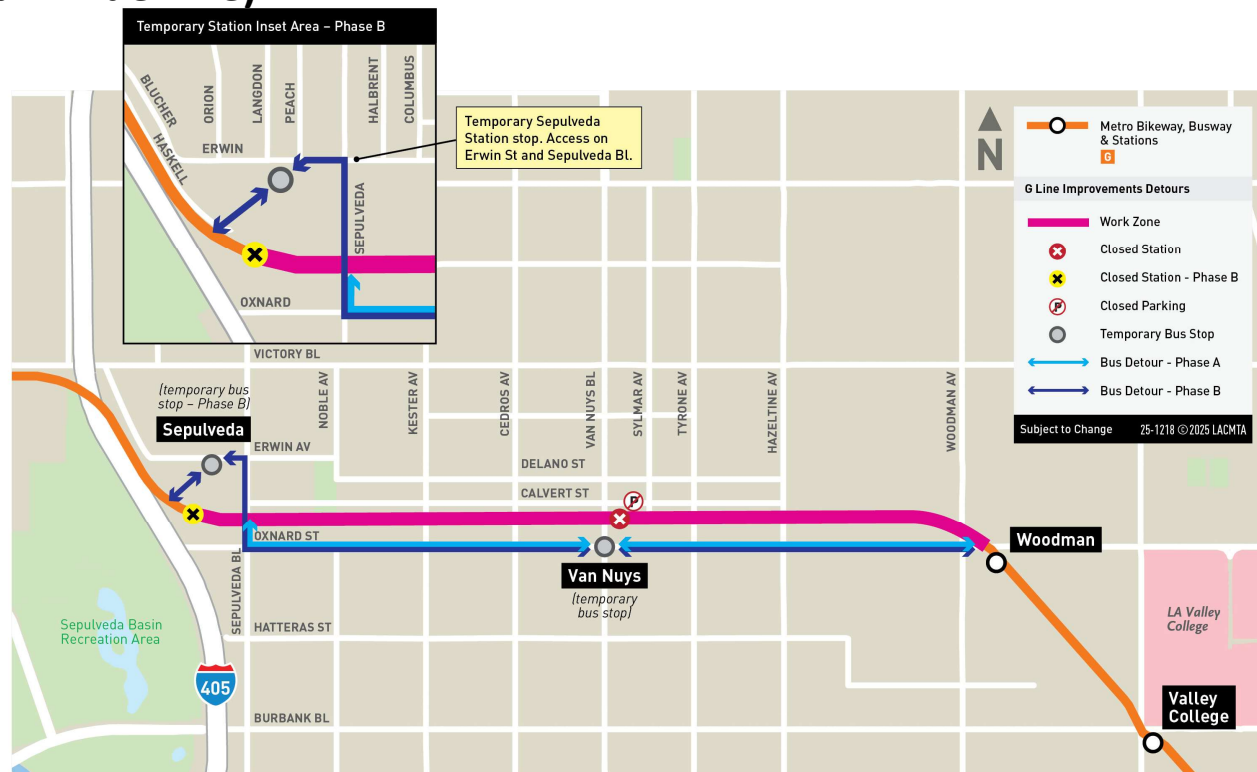 Temporary Station Inset Area – Phase B
BLUCHER
HASKELL
ORION
LANGDON
PEACH
HALBRENT
COLUMBUS
ERWIN
SEPULVEDA
OXNARD
Temporary Sepulveda
Station stop. Access on
Erwin St and Sepulveda Bl.
N
Metro Bikeway, Busway
& Stations
G
G Line Improvements Detours
Work Zone
Closed Station
Closed Station - Phase B
P
Closed Parking
Temporary Bus Stop
Bus Detour - Phase A
Bus Detour - Phase B
Subject to Change 25-1218 ©2025 LACMTA
VICTORY BL
(temporary bus
stop – Phase B)
Sepulveda
NOBLE AV
KESTER AV
CEDROS AV
VAN NUYS BL
SYLMAR AV
TYRONE AV
HAZELTINE AV
WOODMAN AV
ERWIN AV
DELANO ST
CALVERT ST
P
OXNARD ST
Woodman
Van Nuys
(temporary
bus stop)
SEPULVEDA BL
HATTERAS ST
Sepulveda Basin
Recreation Area
LA Valley
College
405
BURBANK BL
Valley
College